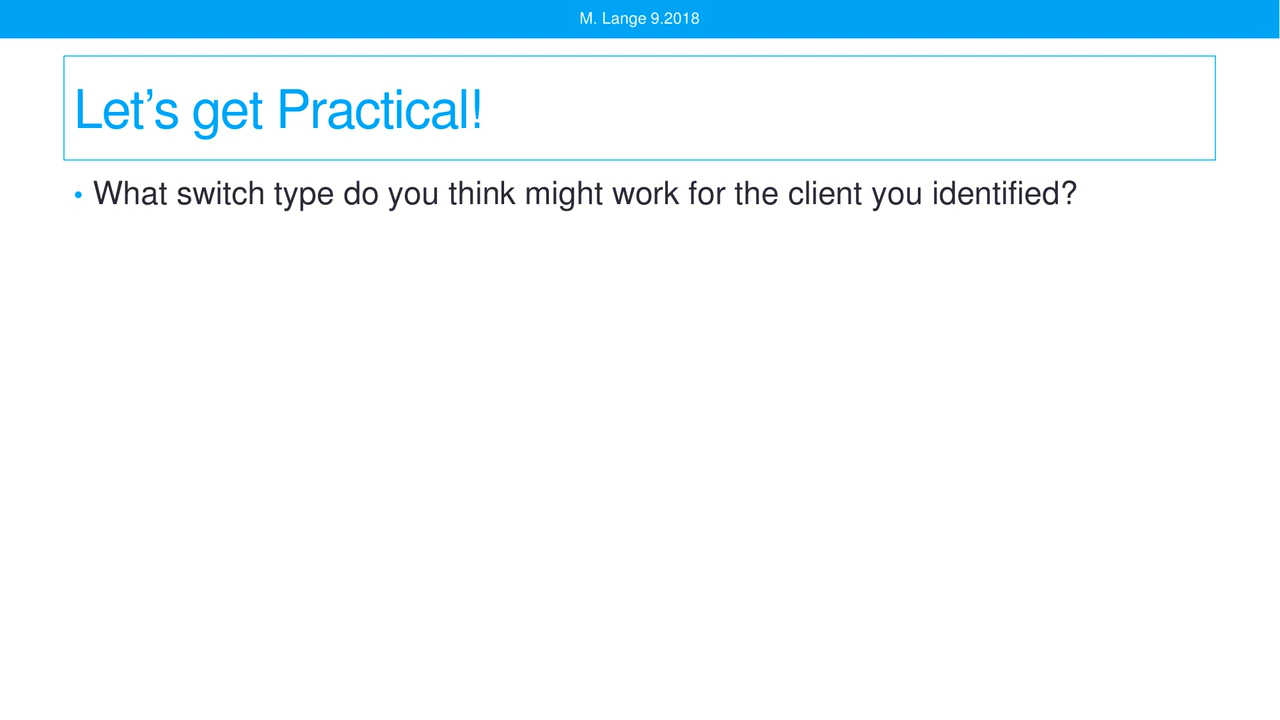 M. Lange 9.2018
Let’s get Practical!
• What switch type do you think might work for the client you identified?